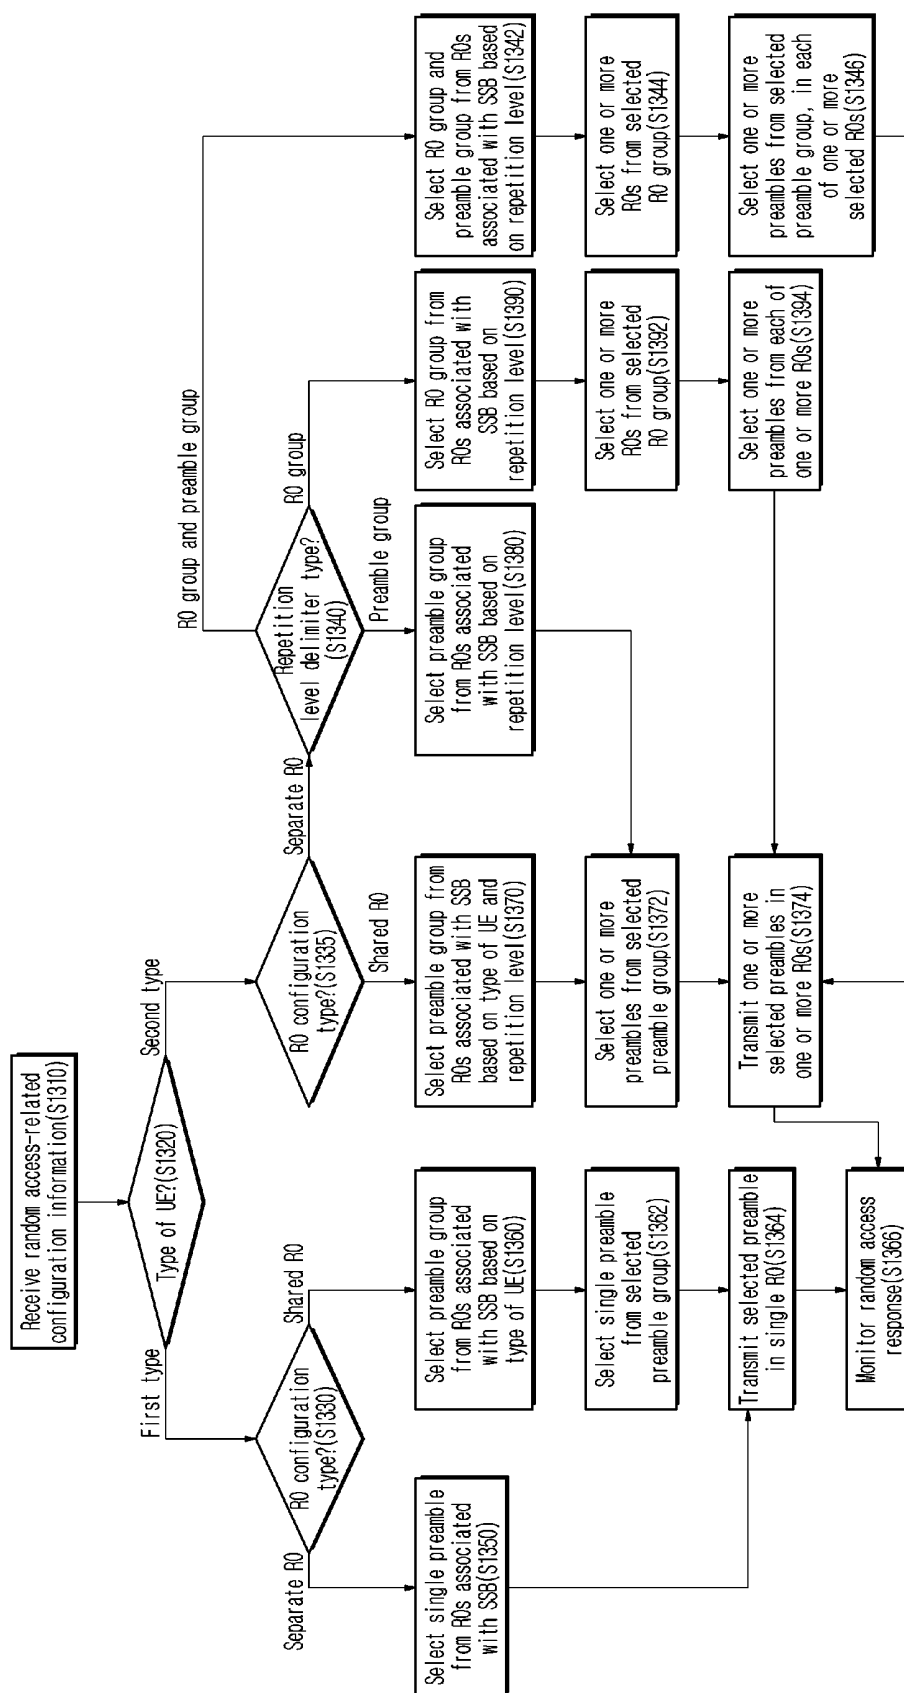 Receive random access-related
configuration information(S1310)
Type of UE?(S1320)
First type
Second type
RO configuration
type?(S1330)
Separate RO
Shared RO
RO configuration
type?(S1335)
Separate RO
Shared RO
Repetition
level delimiter type?
(S1340)
RO group and preamble group
RO group
Preamble group
Select single preamble
from ROs associated
with SSB(S1350)
Select preamble group
from ROs associated
with SSB based on
type of UE(S1360)
Select preamble group from
ROs associated with SSB
based on type of UE and
repetition level(S1370)
Select preamble group
from ROs associated
with SSB based on
repetition level(S1380)
Select RO group from
ROs associated with
SSB based on
repetition level(S1390)
Select RO group and
preamble group from ROs
associated with SSB based
on repetition level(S1342)
Select single preamble
from selected
preamble group(S1362)
Select one or more
preambles from selected
preamble group(S1372)
Select one or more
ROs from selected
RO group(S1392)
Select one or more
ROs from selected
RO group(S1344)
Transmit selected preamble
in single RO(S1364)
Transmit one or more
selected preambles in
one or more ROs(S1374)
Select one or more
preambles from each of
one or more ROs(S1394)
Select one or more
preambles from selected
preamble group, in each
of one or more
selected ROs(S1346)
Monitor random access
response(S1366)